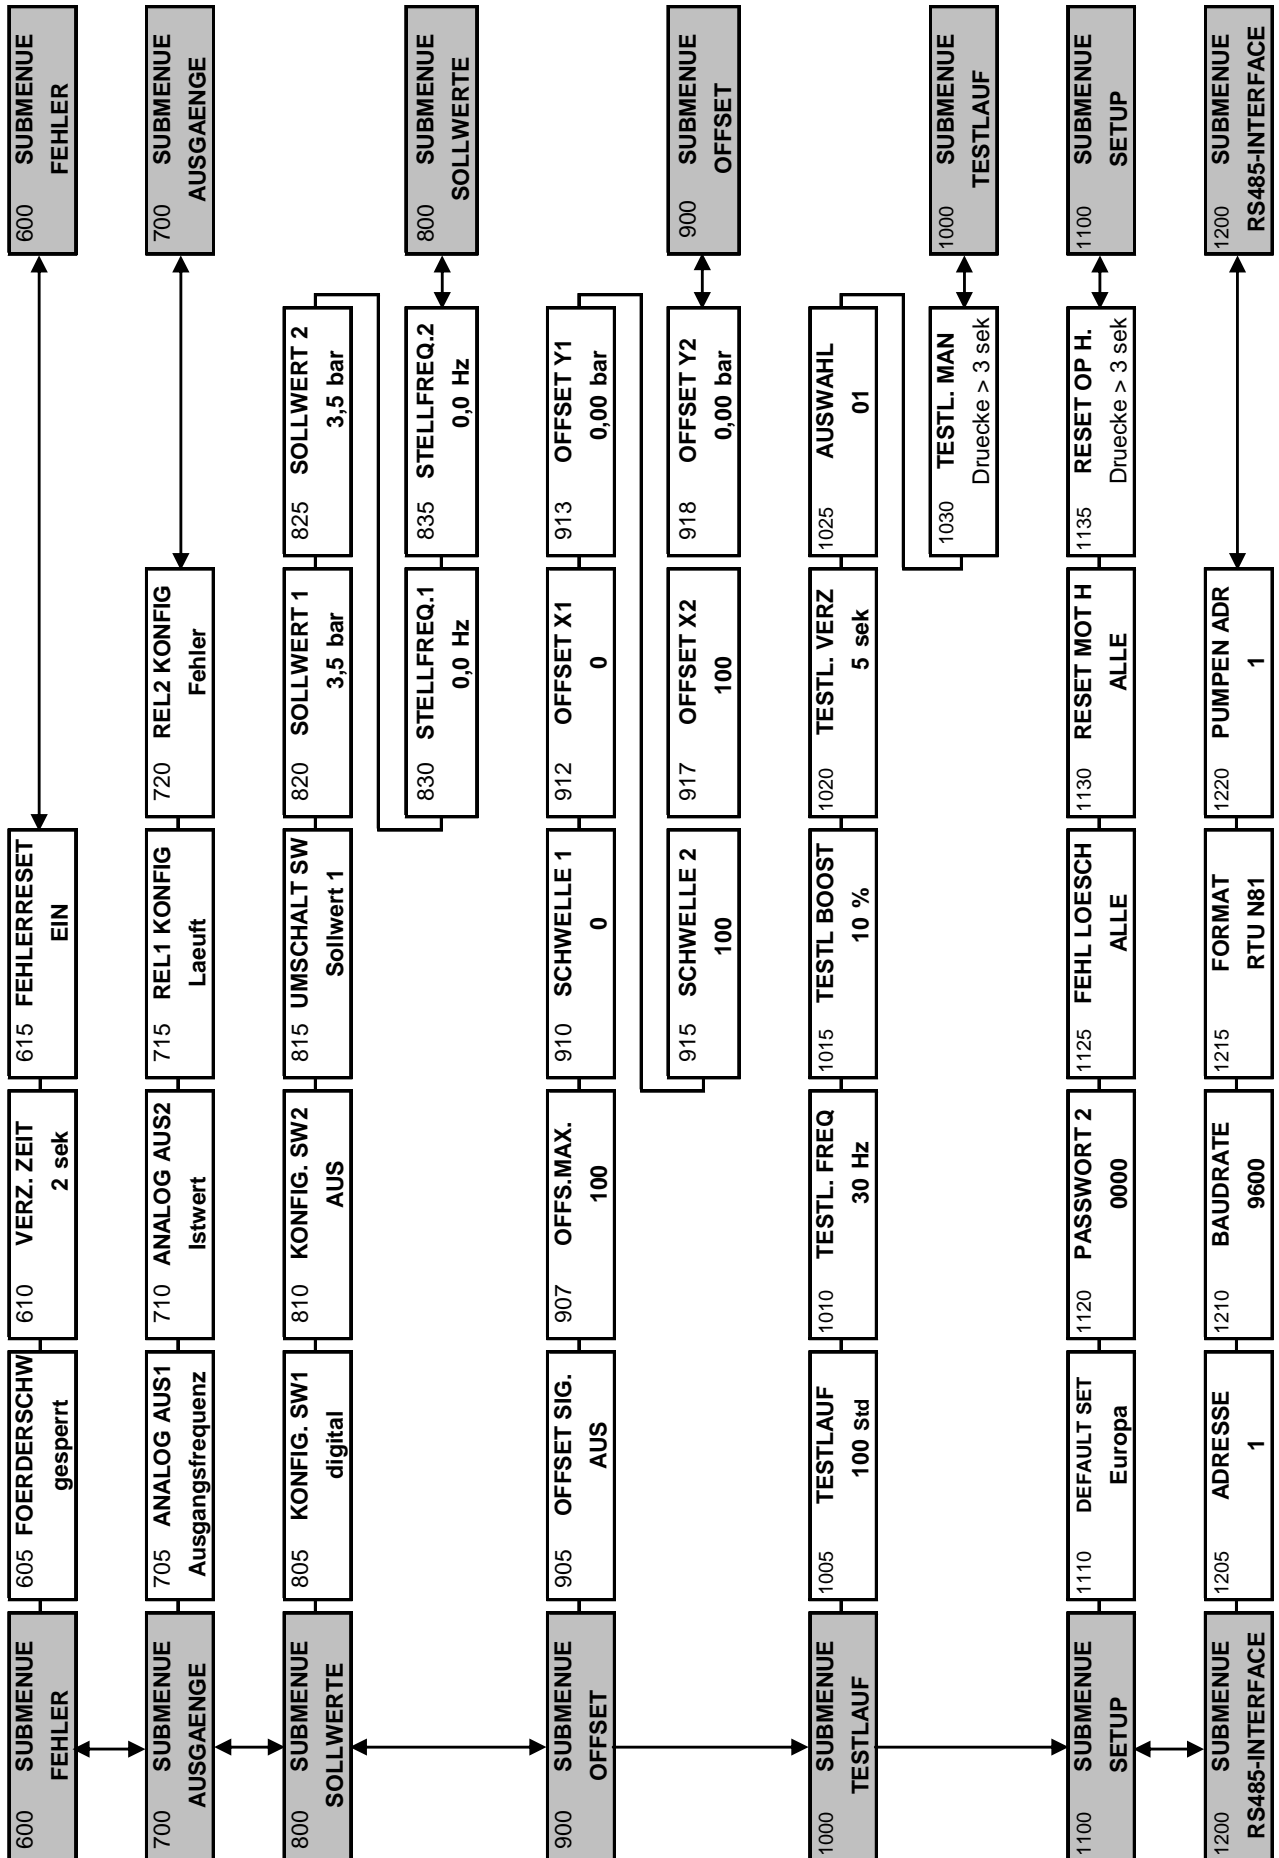 600 SUBMENUE
FEHLER
605 FOERDERSCHW
gesperrt
610 VERZ. ZEIT
2 sek
615 FEHLERRESET
EIN
600 SUBMENUE
FEHLER
700 SUBMENUE
AUSGAENGE
705 ANALOG AUS1
Ausgangsfrequenz
710 ANALOG AUS2
Istwert
715 REL1 KONFIG
Laeuft
720 REL2 KONFIG
Fehler
700 SUBMENUE
AUSGAENGE
800 SUBMENUE
SOLLWERTE
805 KONFIG. SW1
digital
810 KONFIG. SW2
AUS
815 UMSCHALT SW
Sollwert 1
820 SOLLWERT 1
3,5 bar
825 SOLLWERT 2
3,5 bar
830 STELLFREQ.1
0,0 Hz
835 STELLFREQ.2
0,0 Hz
800 SUBMENUE
SOLLWERTE
900 SUBMENUE
OFFSET
905 OFFSET SIG.
AUS
907 OFFS.MAX.
100
910 SCHWELLE 1
0
912 OFFSET X1
0
913 OFFSET Y1
0,00 bar
915 SCHWELLE 2
100
917 OFFSET X2
100
918 OFFSET Y2
0,00 bar
900 SUBMENUE
OFFSET
1000 SUBMENUE
TESTLAUF
1005 TESTLAUF
100 Std
1010 TESTL. FREQ
30 Hz
1015 TESTL BOOST
10 %
1020 TESTL. VERZ
5 sek
1025 AUSWAHL
01
1030 TESTL. MAN
Druecke > 3 sek
1000 SUBMENUE
TESTLAUF
1100 SUBMENUE
SETUP
1110 DEFAULT SET
Europa
1120 PASSWORT 2
0000
1125 FEHL LOESCH
ALLE
1130 RESET MOT H
ALLE
1135 RESET OP H.
Druecke > 3 sek
1100 SUBMENUE
SETUP
1200 SUBMENUE
RS485-INTERFACE
1205 ADRESSE
1
1210 BAUDRATE
9600
1215 FORMAT
RTU N81
1220 PUMPEN ADR
1
1200 SUBMENUE
RS485-INTERFACE